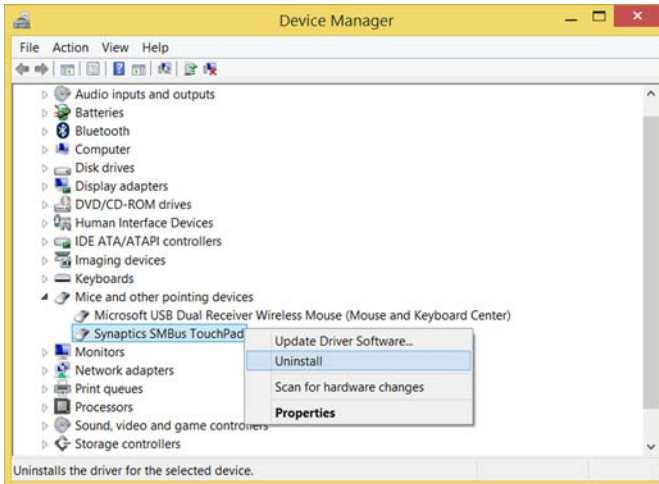 Device Manager
File Action View Help
Audio inputs and outputs
Batteries
Bluetooth
Computer
Disk drives
Display adapters
DVD/CD-ROM drives
Human Interface Devices
IDE ATA/ATAPI controllers
Imaging devices
Keyboards
Mice and other pointing devices
Microsoft USB Dual Receiver Wireless Mouse (Mouse and Keyboard Center)
Synaptics SMBus TouchPad
Update Driver Software...
Uninstall
Scan for hardware changes
Properties
Monitors
Network adapters
Print queues
Processors
Sound, video and game controllers
Storage controllers
Uninstalls the driver for the selected device.